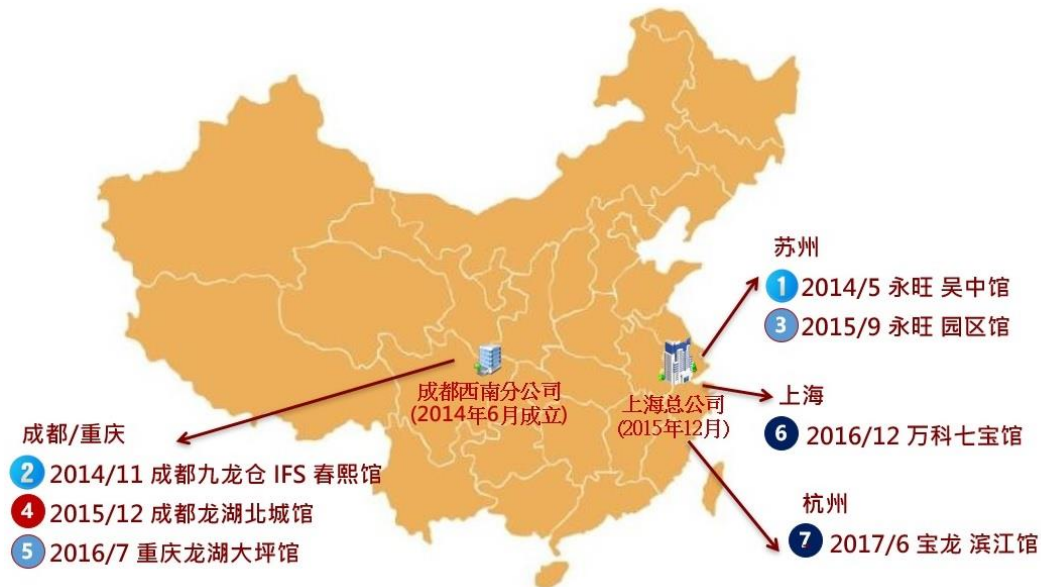 苏州
1 2014/5 永旺 吴中馆
3 2015/9 永旺 园区馆
成都西南分公司
(2014年6月成立)
上海总公司
(2015年12月)
上海
6 2016/12 万科七宝馆
成都/重庆
2 2014/11 成都九龙仓 IFS 春熙馆
4 2015/12 成都龙湖北城馆
5 2016/7 重庆龙湖大坪馆
杭州
7 2017/6 宝龙 滨江馆